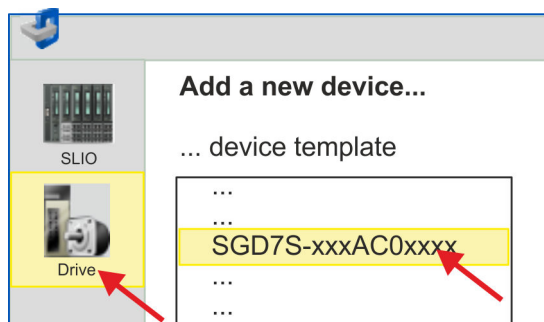 Add a new device...
SLIO
... device template
...
...
SGD7S-xxxAC0xxxx
Drive
...
...